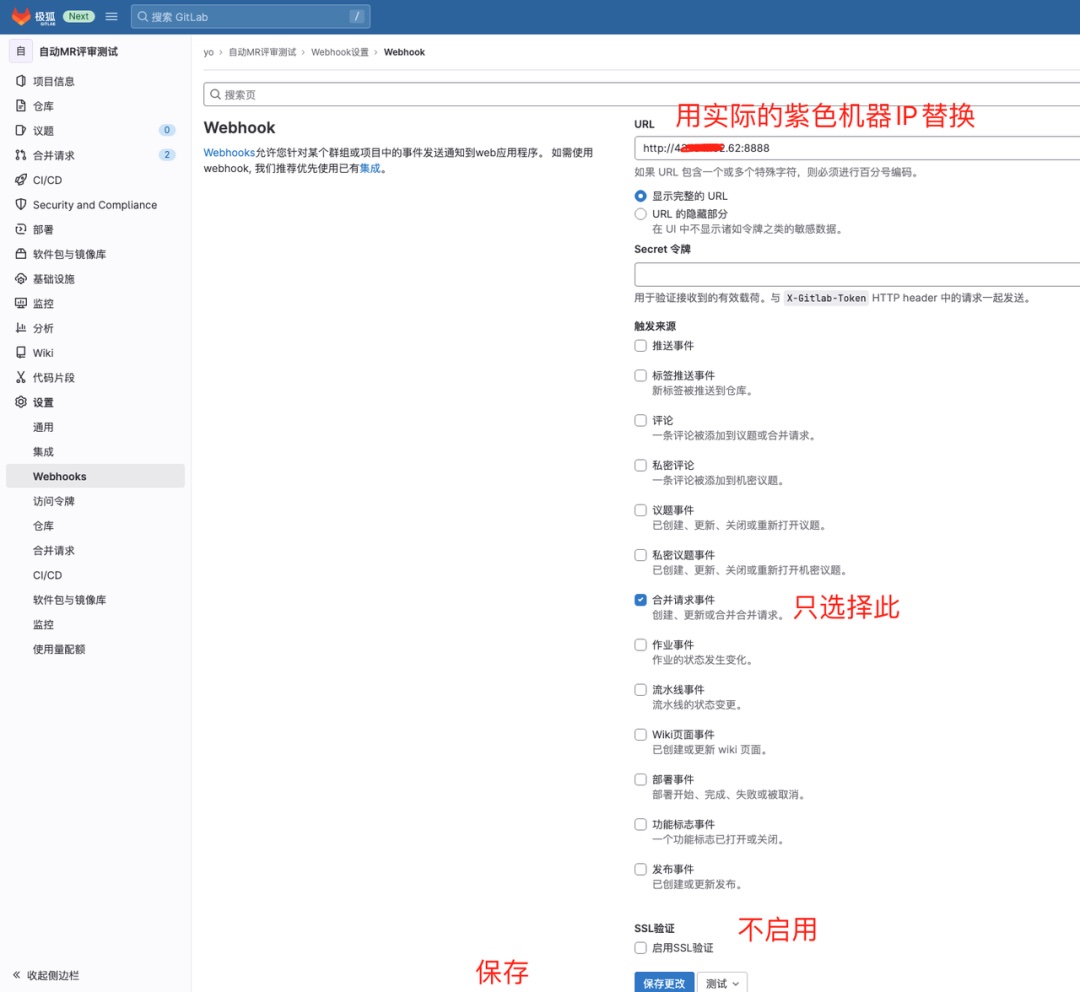 极狐
GITLAB
Next
搜索 GitLab
/
自
自动MR评审测试
项目信息
仓库
议题
0
合并请求
2
CI/CD
Security and Compliance
部署
软件包与镜像库
基础设施
监控
分析
Wiki
代码片段
设置
通用
集成
Webhooks
访问令牌
仓库
合并请求
CI/CD
软件包与镜像库
监控
使用量配额
« 收起侧边栏
yo › 自动MR评审测试 › Webhook设置 › Webhook
搜索页
Webhook
Webhooks允许您针对某个群组或项目中的事件发送通知到web应用程序。 如需使用
webhook, 我们推荐优先使用已有集成。
用实际的紫色机器IP替换
URL
http://4 2.62:8888
如果 URL 包含一个或多个特殊字符，则必须进行百分号编码。
显示完整的 URL
URL 的隐藏部分
在 UI 中不显示诸如令牌之类的敏感数据。
Secret 令牌
用于验证接收到的有效载荷。与 X-Gitlab-Token HTTP header 中的请求一起发送。
触发来源
推送事件
标签推送事件
新标签被推送到仓库。
评论
一条评论被添加到议题或合并请求。
私密评论
一条评论被添加到机密议题。
议题事件
已创建、更新、关闭或重新打开议题。
私密议题事件
已创建、更新、关闭或重新打开机密议题。
合并请求事件
创建、更新或合并合并请求。
只选择此
作业事件
作业的状态发生变化。
流水线事件
流水线的状态变更。
Wiki页面事件
已创建或更新 wiki 页面。
部署事件
部署开始、完成、失败或被取消。
功能标志事件
一个功能标志已打开或关闭。
发布事件
已创建或更新发布。
SSL验证
不启用
启用SSL验证
保存
保存更改
测试